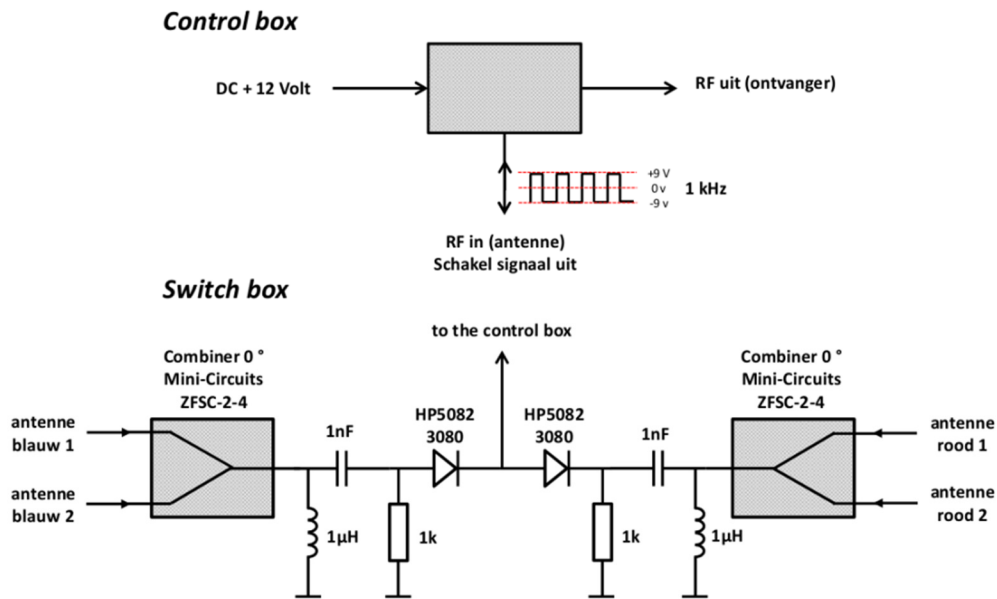 Control box
DC + 12 Volt
RF uit (ontvanger)
+9 V
0 v
-9 v
1 kHz
RF in (antenne)
Schakel signaal uit
Switch box
to the control box
Combiner 0 °
Mini-Circuits
ZFSC-2-4
Combiner 0 °
Mini-Circuits
ZFSC-2-4
antenne
blauw 1
antenne
blauw 2
1nF
HP5082
3080
HP5082
3080
1nF
antenne
rood 1
antenne
rood 2
1µH
1k
1k
1µH